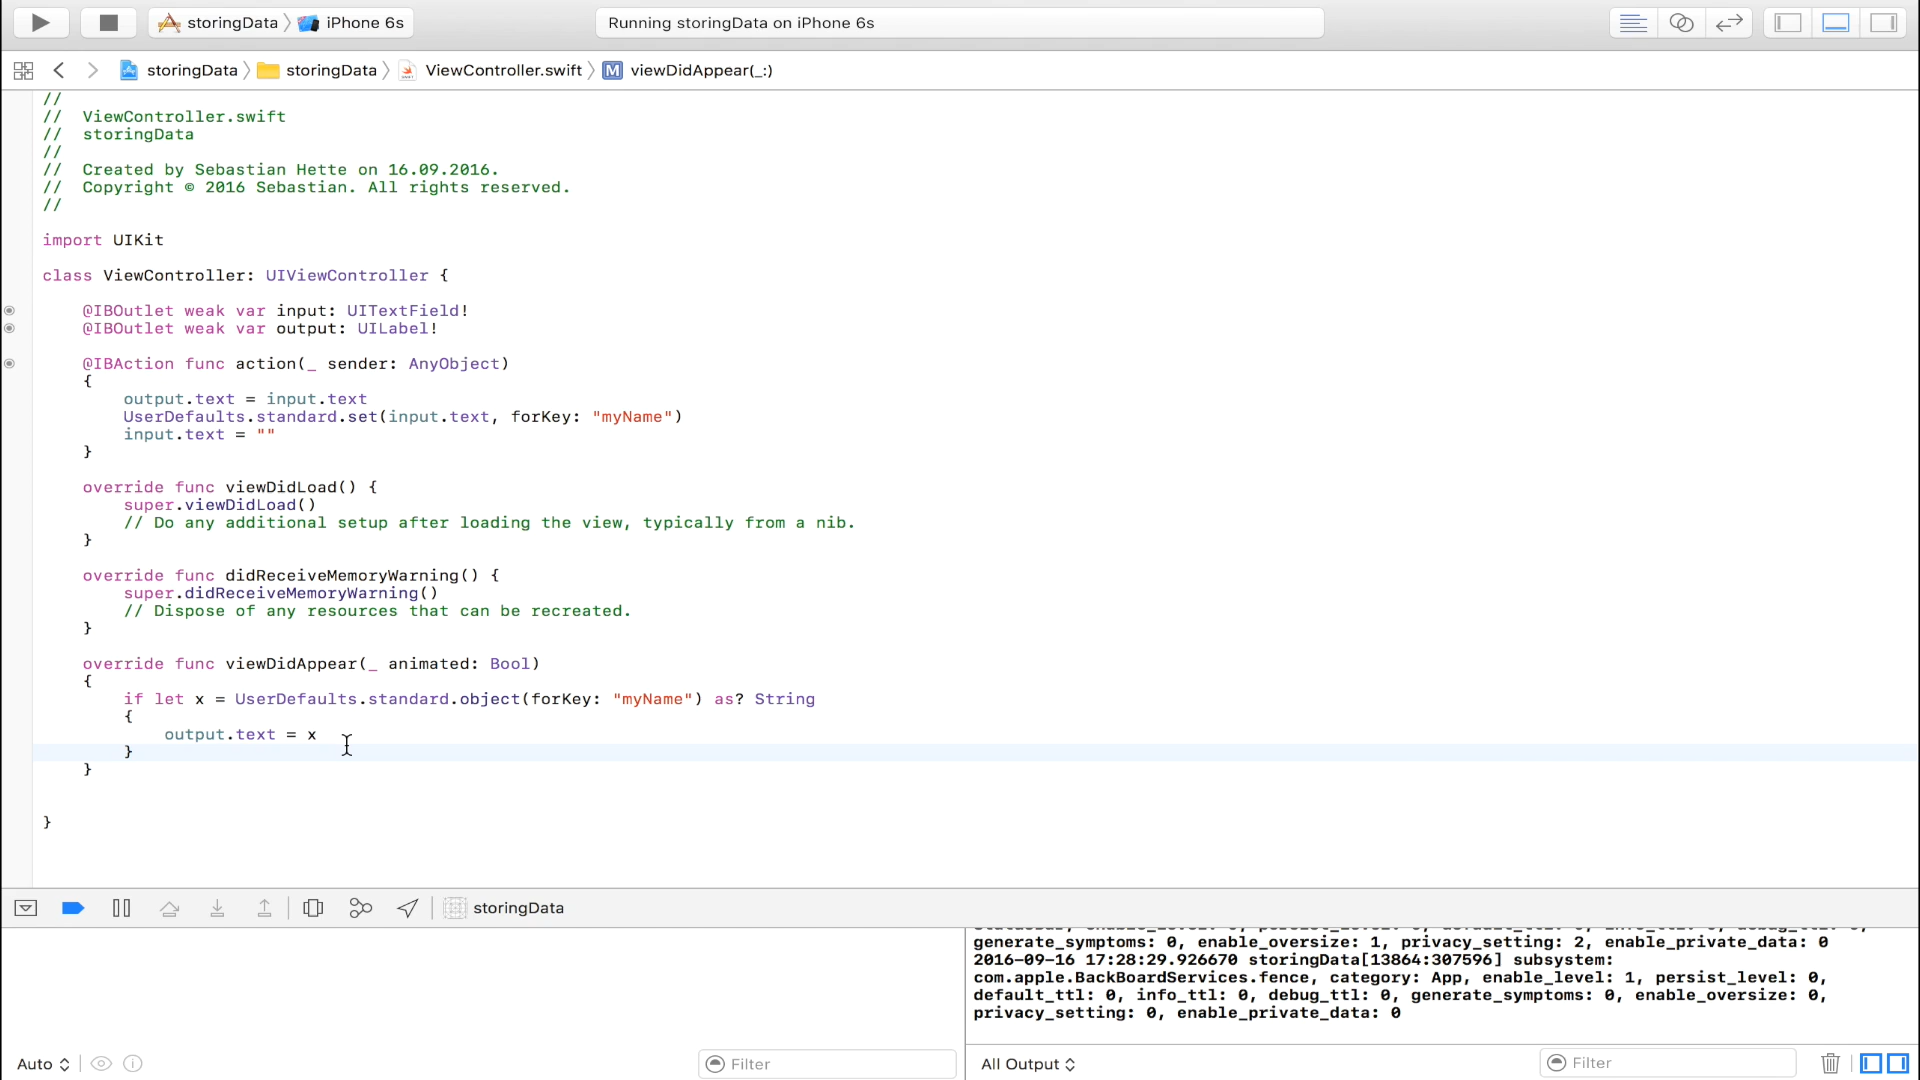 storingData iPhone 6s
Running storingData on iPhone 6s
storingData storingData ViewController.swift M viewDidAppear(_:)
//
//  ViewController.swift
//  storingData
//
//  Created by Sebastian Hette on 16.09.2016.
//  Copyright © 2016 Sebastian. All rights reserved.
//
import UIKit
class ViewController: UIViewController {
@IBOutlet weak var input: UITextField!
@IBOutlet weak var output: UILabel!
@IBAction func action(_ sender: AnyObject)
{
output.text = input.text
UserDefaults.standard.set(input.text, forKey: "myName")
input.text = ""
}
override func viewDidLoad() {
super.viewDidLoad()
// Do any additional setup after loading the view, typically from a nib.
}
override func didReceiveMemoryWarning() {
super.didReceiveMemoryWarning()
// Dispose of any resources that can be recreated.
}
override func viewDidAppear(_ animated: Bool)
{
if let x = UserDefaults.standard.object(forKey: "myName") as? String
{
output.text = x
}
}
}
storingData
generate_symptoms: 0, enable_oversize: 1, privacy_setting: 2, enable_private_data: 0
2016-09-16 17:28:29.926670 storingData[13864:307596] subsystem:
com.apple.BackBoardServices.fence, category: App, enable_level: 1, persist_level: 0,
default_ttl: 0, info_ttl: 0, debug_ttl: 0, generate_symptoms: 0, enable_oversize: 0,
privacy_setting: 0, enable_private_data: 0
Auto
Filter
All Output
Filter